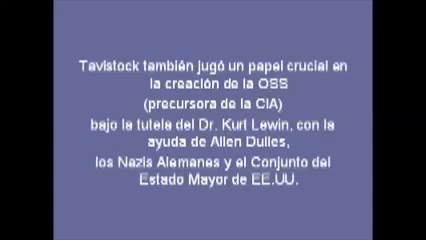 Tavistock también jugó un papel crucial en
la creación de la OSS
(precursora de la CIA)
bajo la tutela del Dr. Kurt Lewin, con la
ayuda de Allen Dulles,
los Nazis Alemanes y el Conjunto del
Estado Mayor de EE.UU.